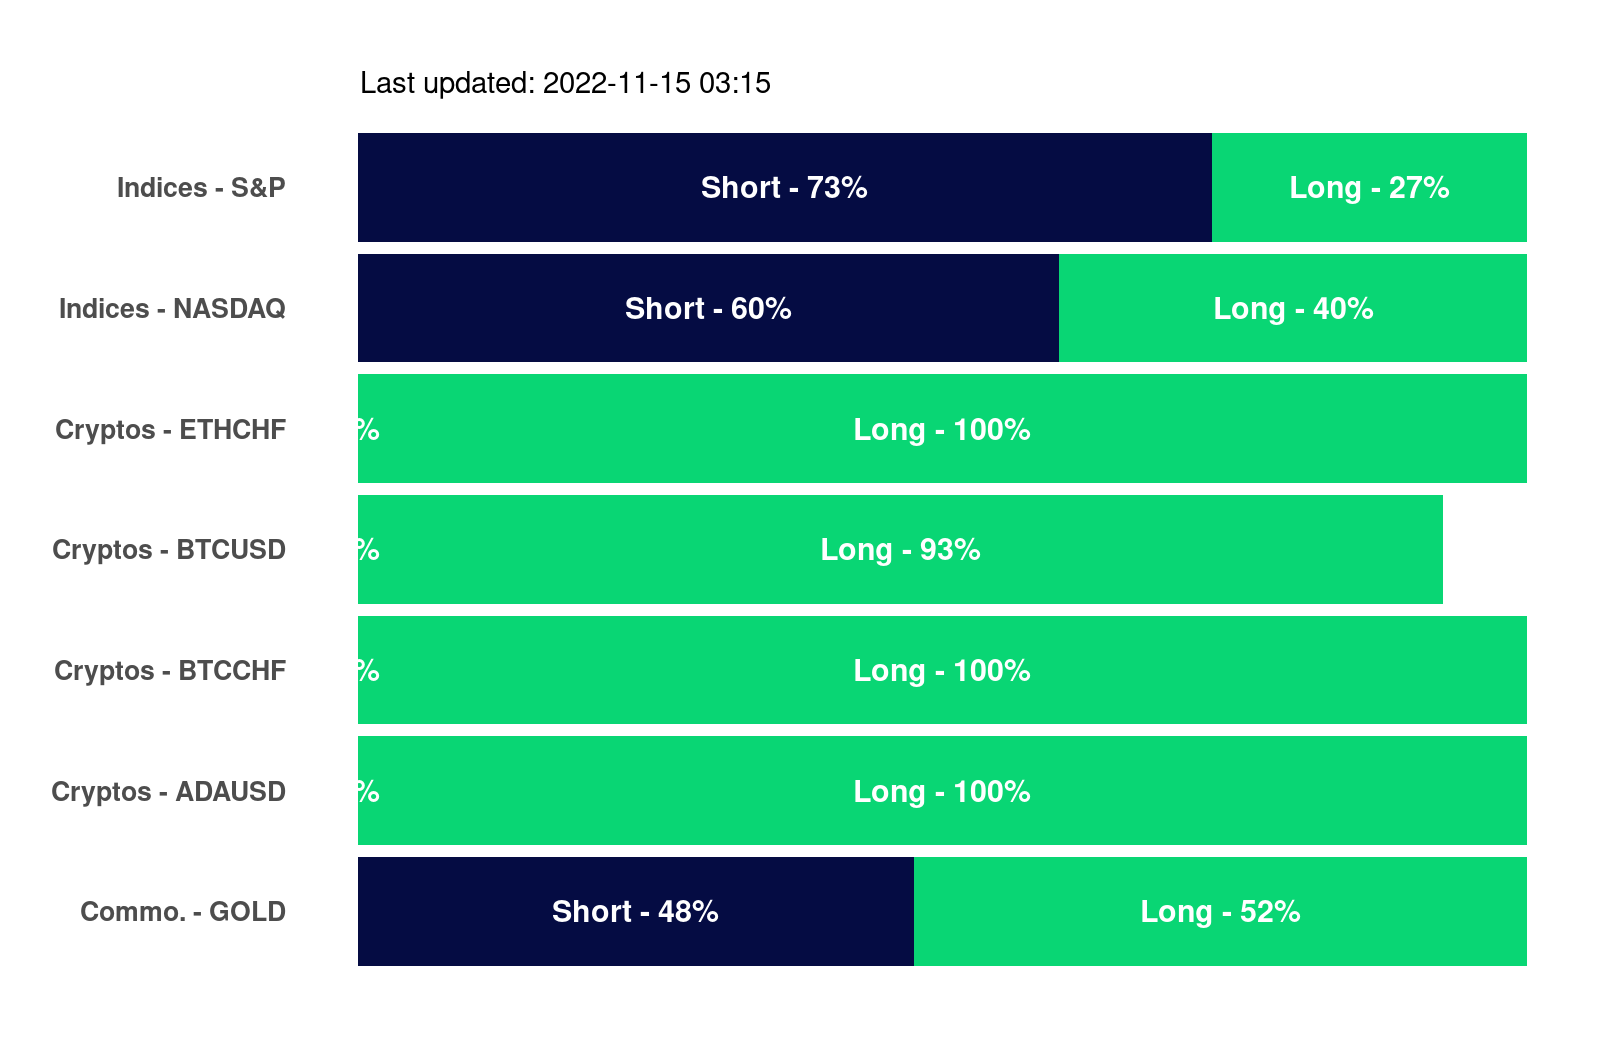 Last updated: 2022-11-15 03:15
Indices - S&P Short - 73% Long - 27%
Indices - NASDAQ Short - 60% Long - 40%
Cryptos - ETHCHF % Long - 100%
Cryptos - BTCUSD % Long - 93%
Cryptos - BTCCHF % Long - 100%
Cryptos - ADAUSD % Long - 100%
Commo. - GOLD Short - 48% Long - 52%